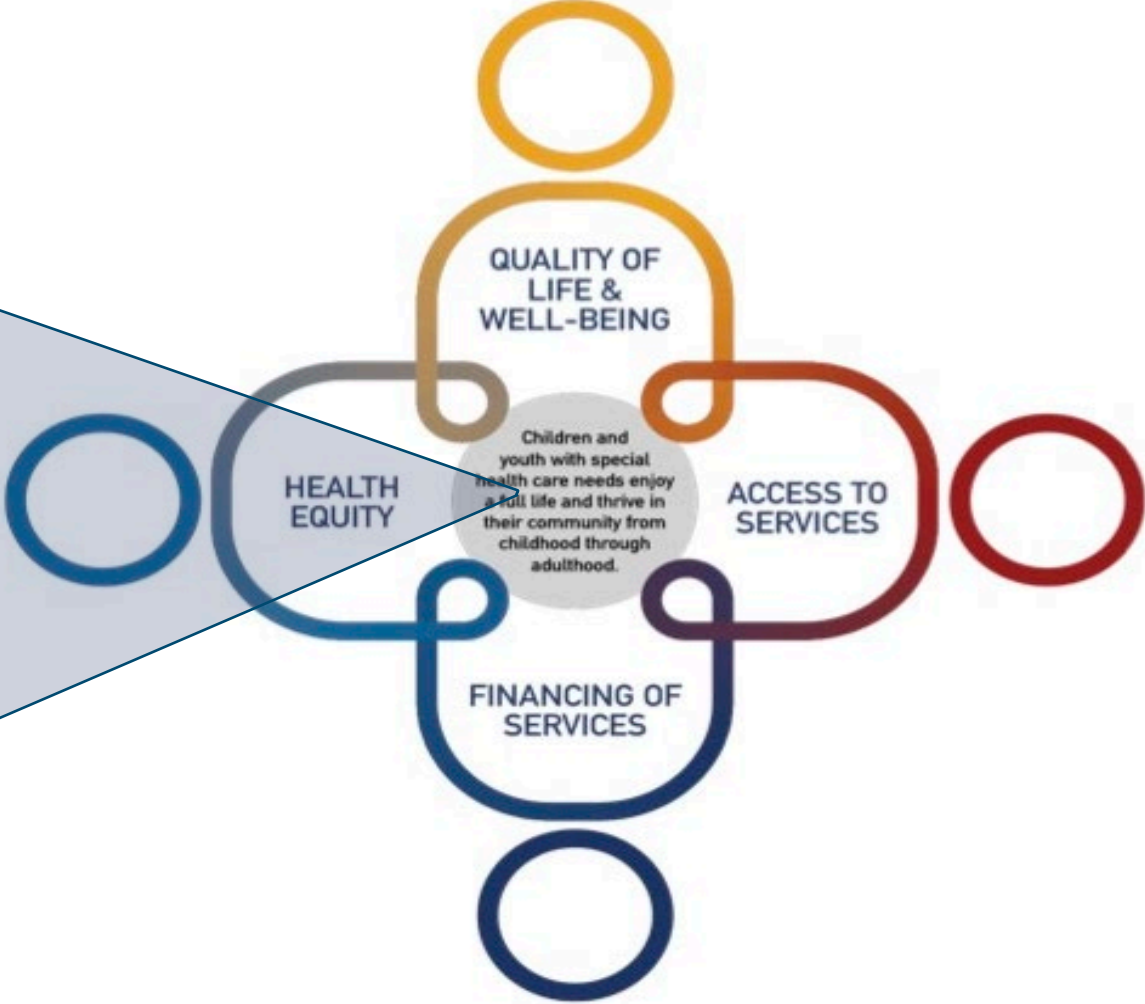 QUALITY OF
LIFE &
WELL-BEING
HEALTH
EQUITY
Children and
youth with special
health care needs enjoy
a full life and thrive in
their community from
childhood through
adulthood.
ACCESS TO
SERVICES
FINANCING OF
SERVICES